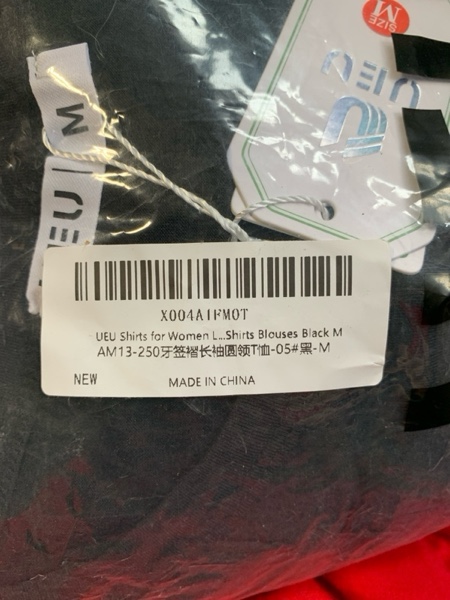 SIZE
M
UEU
UEU | M
X004A1FMOT
UEU Shirts for Women L...Shirts Blouses Black M
AM13-250牙签褶长袖圆领T恤-05#黑-M
NEW
MADE IN CHINA